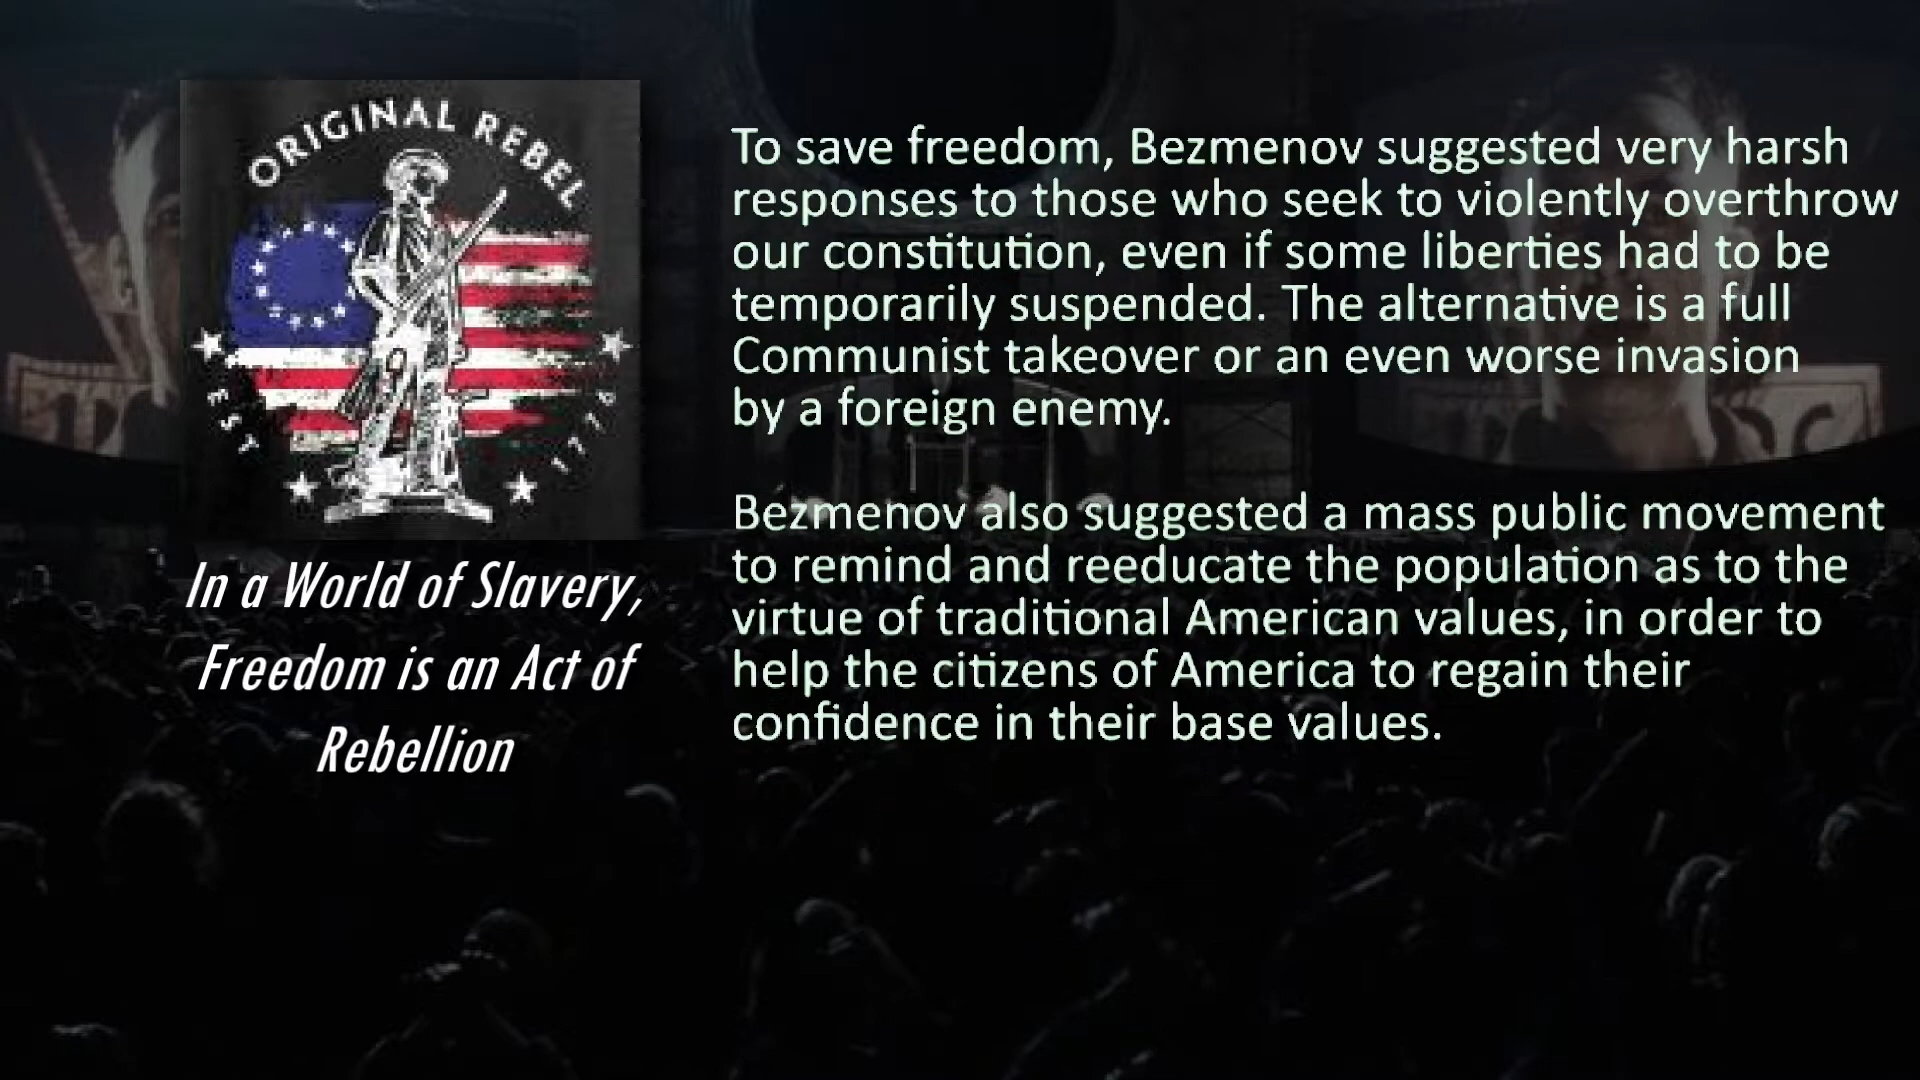 ORIGINAL REBEL
EST
In a World of Slavery,
Freedom is an Act of
Rebellion
To save freedom, Bezmenov suggested very harsh
responses to those who seek to violently overthrow
our constitution, even if some liberties had to be
temporarily suspended. The alternative is a full
Communist takeover or an even worse invasion
by a foreign enemy.
Bezmenov also suggested a mass public movement
to remind and reeducate the population as to the
virtue of traditional American values, in order to
help the citizens of America to regain their
confidence in their base values.